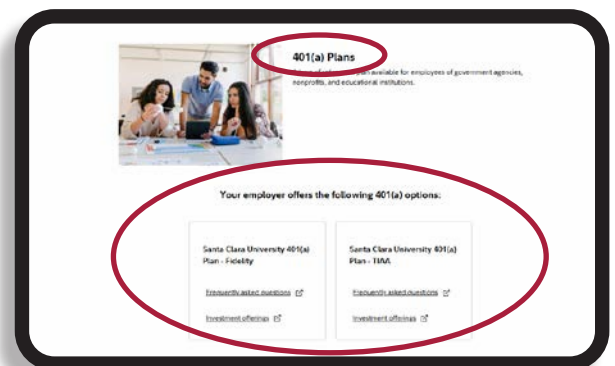 401(a) Plans
plan available for employees of government agencies,
nonprofits, and educational institutions.
Your employer offers the following 401(a) options:
Santa Clara University 401(a)
Plan - Fidelity
Frequently asked questions
Investment offerings
Santa Clara University 401(a)
Plan - TIAA
Frequently asked questions
Investment offerings